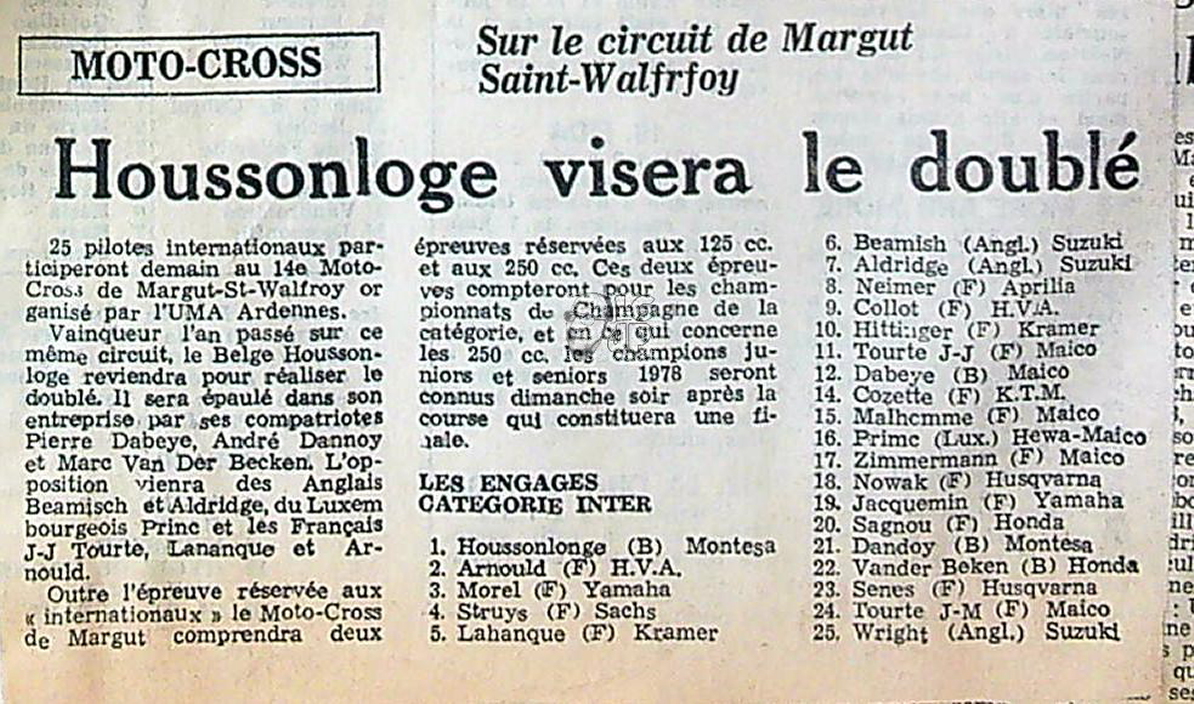 MOTO-CROSS
Sur le circuit de Margut
Saint-Walfrfoy
Houssonloge visera le doublé
25 pilotes internationaux par-
ticiperont demain au 14e Moto-
Cross de Margut-St-Walfroy or
ganisé par l'UMA Ardennes.
Vainqueur l'an passé sur ce
même circuit, le Belge Housson-
loge reviendra pour réaliser le
doublé. Il sera épaulé dans son
entreprise par ses compatriotes
Pierre Dabeye, André Dannoy
et Marc Van Der Becken. L'op-
position vienra des Anglais
Beamisch et Aldridge, du Luxem
bourgeois Princ et les Français
J-J Tourte, Lananque et Ar-
nould.
Outre l'épreuve réservée aux
« internationaux » le Moto-Cross
de Margut comprendra deux
épreuves réservées aux 125 cc.
et aux 250 cc. Ces deux épreu-
ves compteront pour les cham-
pionnats de Champagne de la
catégorie, et en ce qui concerne
les 250 cc. les champions ju-
niors et seniors 1978 seront
connus dimanche soir après la
course qui constituera une fi-
nale.
LES ENGAGES
CATEGORIE INTER
1. Houssonlonge (B) Montesa
2. Arnould (F) H.V.A.
3. Morel (F) Yamaha
4. Struys (F) Sachs
5. Lahanque (F) Kramer
6. Beamish (Angl.) Suzuki
7. Aldridge (Angl.) Suzuki
8. Neimer (F) Aprilia
9. Collot (F) H.V.A.
10. Hittinger (F) Kramer
11. Tourte J-J (F) Maico
12. Dabeye (B) Maico
14. Cozette (F) K.T.M.
15. Malhomme (F) Maico
16. Princ (Lux.) Hewa-Maico
17. Zimmermann (F) Maico
18. Nowak (F) Husqvarna
19. Jacquemin (F) Yamaha
20. Sagnou (F) Honda
21. Dandoy (B) Montesa
22. Vander Beken (B) Honda
23. Senes (F) Husqvarna
24. Tourte J-M (F) Maico
25. Wright (Angl.) Suzuki